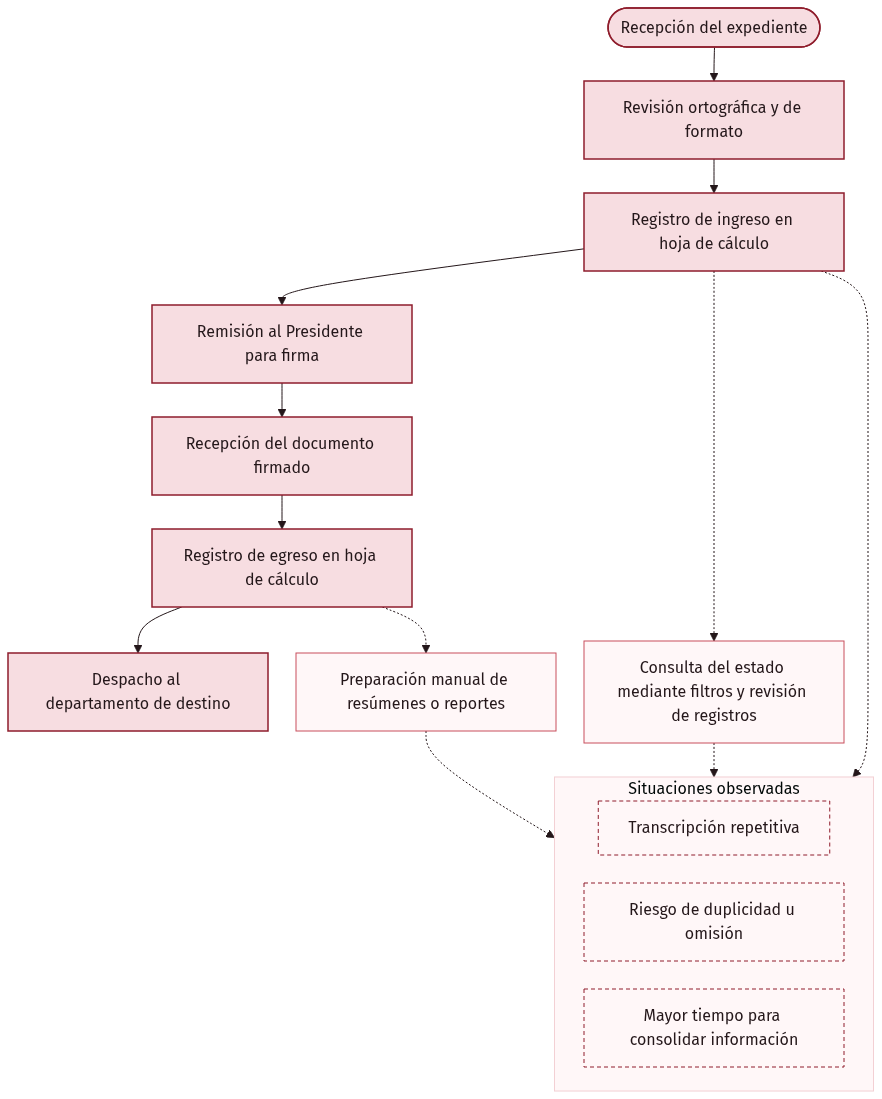 Recepción del expediente
Revisión ortográfica y de
formato
Registro de ingreso en
hoja de cálculo
Remisión al Presidente
para firma
Recepción del documento
firmado
Registro de egreso en hoja
de cálculo
Despacho al
departamento de destino
Preparación manual de
resúmenes o reportes
Consulta del estado
mediante filtros y revisión
de registros
Situaciones observadas
Transcripción repetitiva
Riesgo de duplicidad u
omisión
Mayor tiempo para
consolidar información